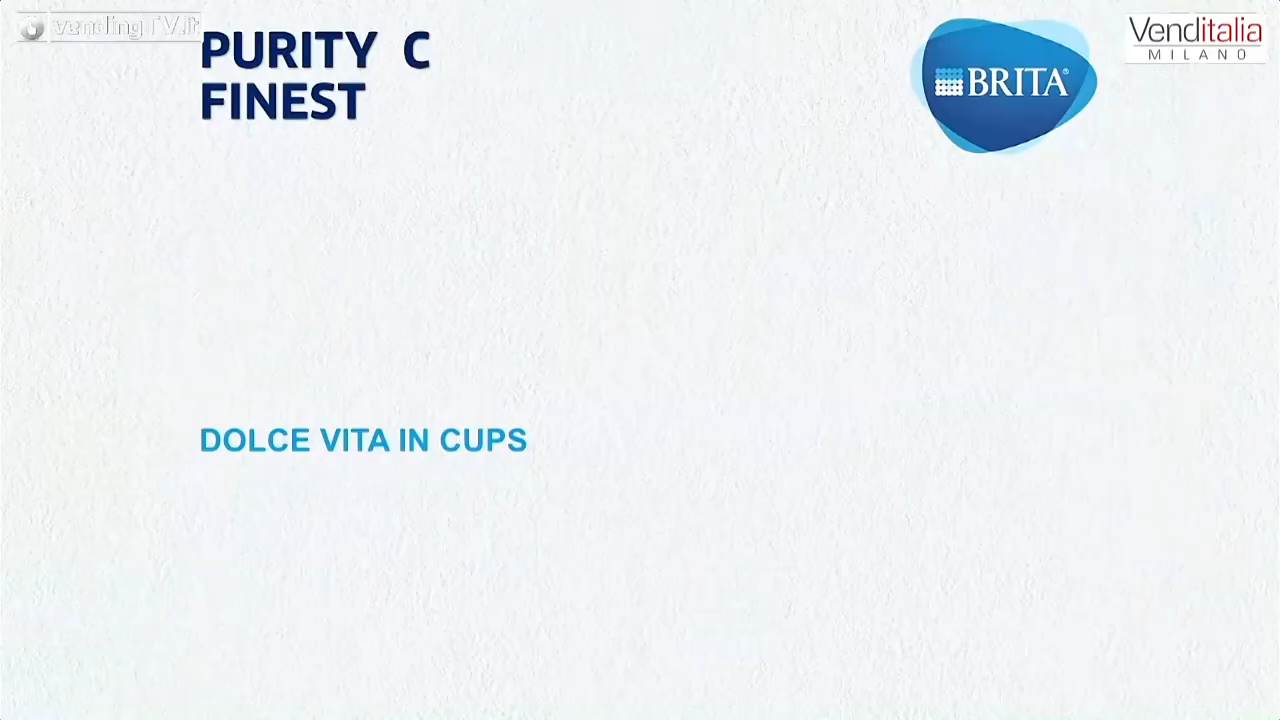 vendingTV.it
PURITY C
FINEST
BRITA®
Venditalia
MILANO
DOLCE VITA IN CUPS